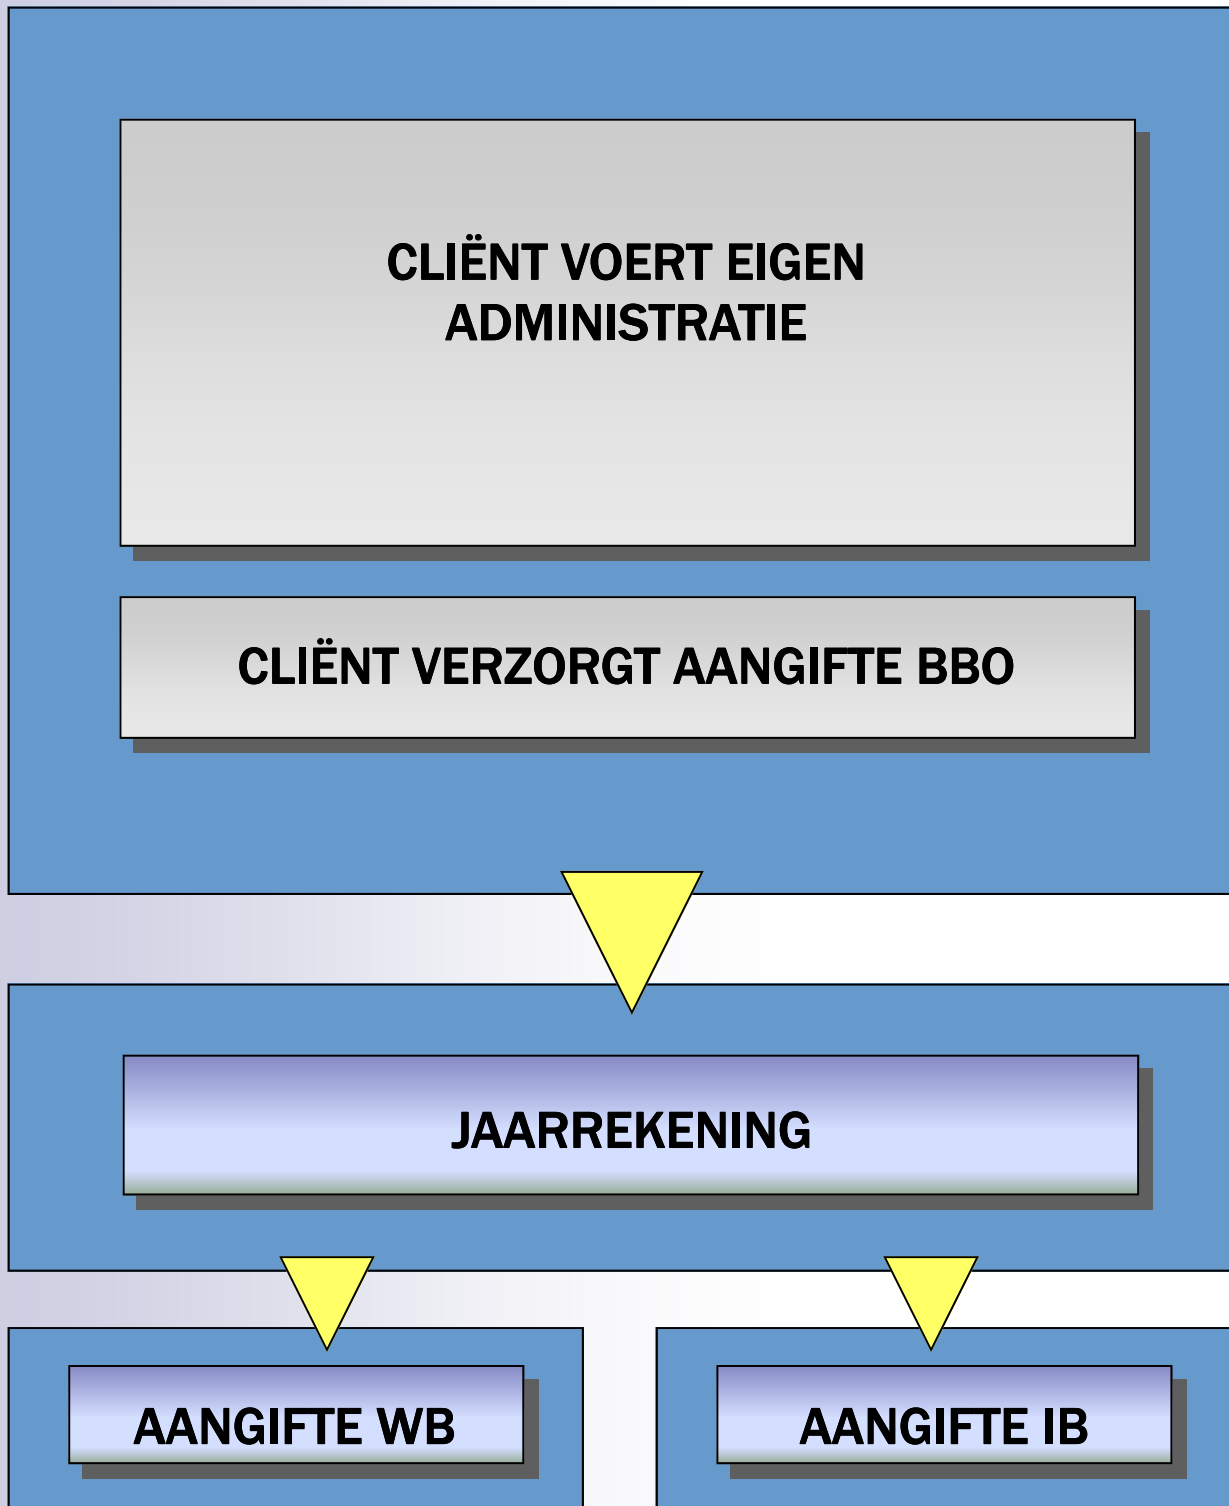 CLIËNT VOERT EIGEN
ADMINISTRATIE
CLIËNT VERZORGT AANGIFTE BBO
JAARREKENING
AANGIFTE WB
AANGIFTE IB